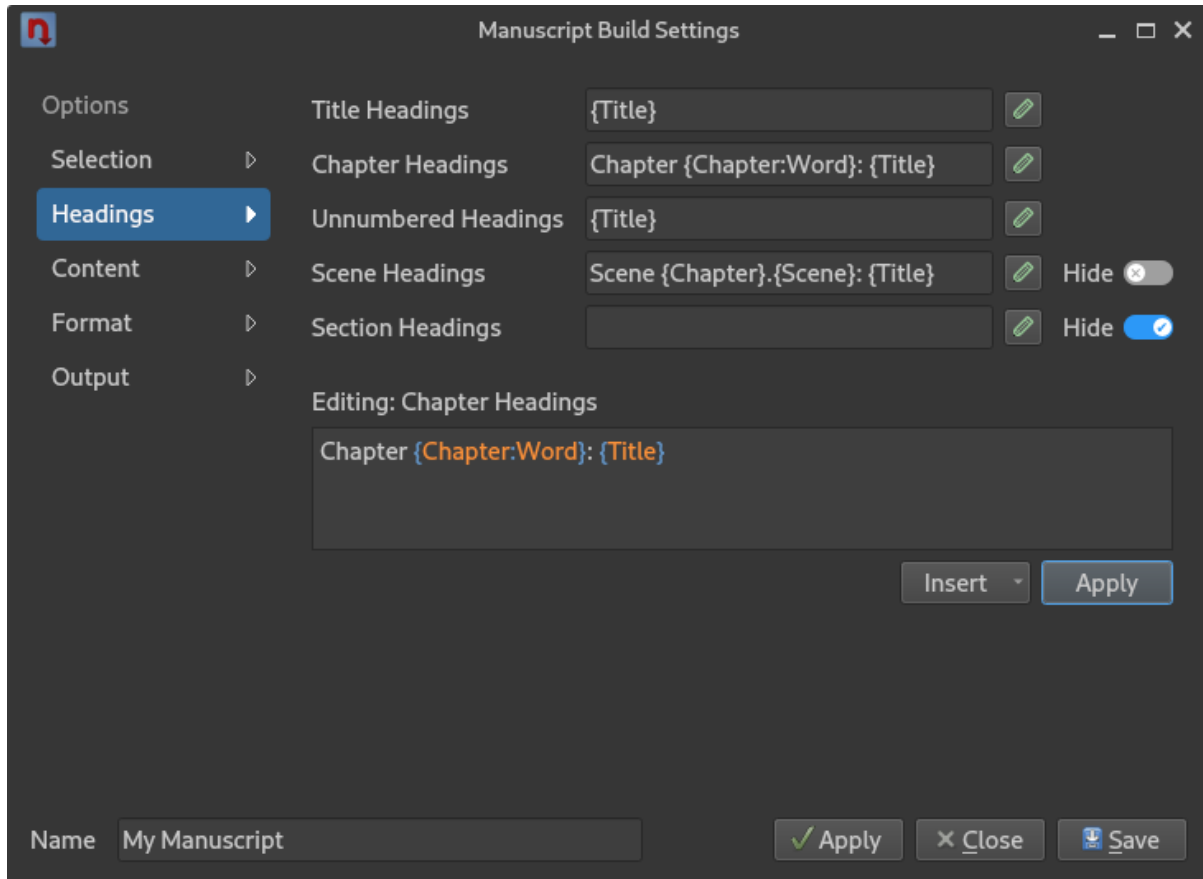 Manuscript Build Settings
Options
Selection
Headings
Content
Format
Output
Title Headings {Title}
Chapter Headings Chapter {Chapter:Word}: {Title}
Unnumbered Headings {Title}
Scene Headings Scene {Chapter}.{Scene}: {Title} Hide
Section Headings Hide
Editing: Chapter Headings
Chapter {Chapter:Word}: {Title}
Insert Apply
Name My Manuscript Apply Close Save